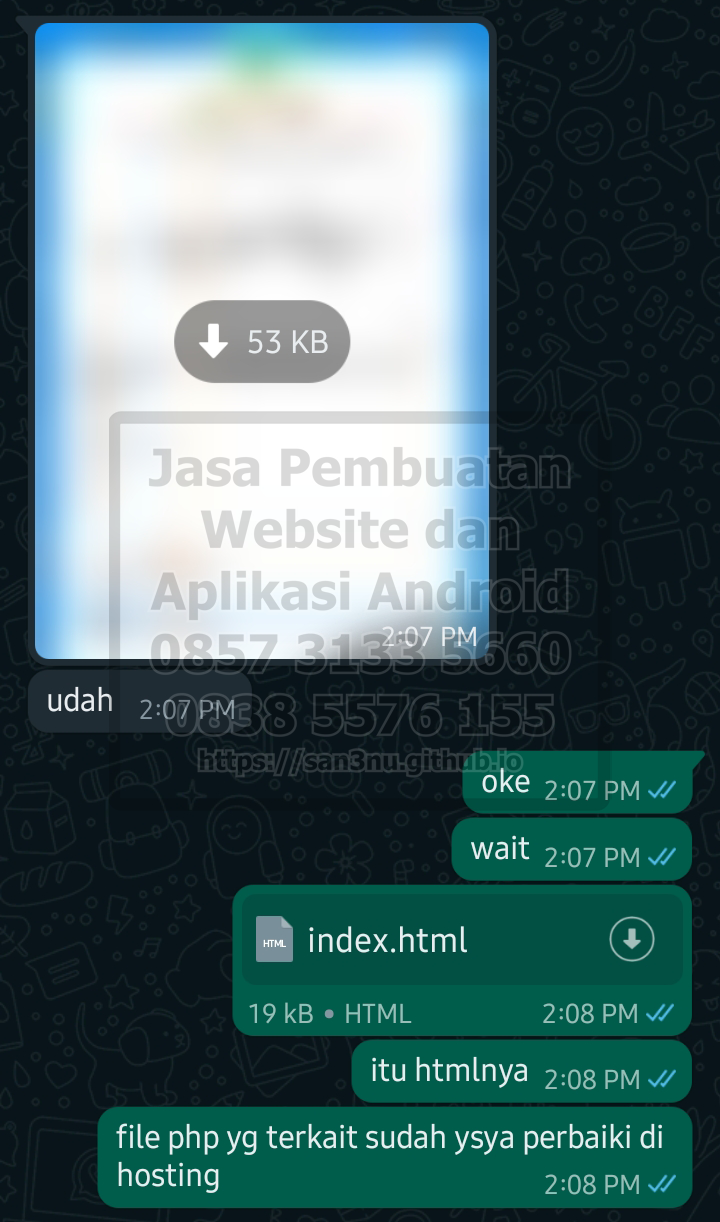 53 KB
Jasa Pembuatan
Website dan
Aplikasi Android
2:07 PM
0857 3133 3660
udah 2:07 PM
0838 5576 155
https://san3nu.github.io
oke 2:07 PM
wait 2:07 PM
HTML index.html
19 kB • HTML 2:08 PM
itu htmlnya 2:08 PM
file php yg terkait sudah ysya perbaiki di
hosting 2:08 PM